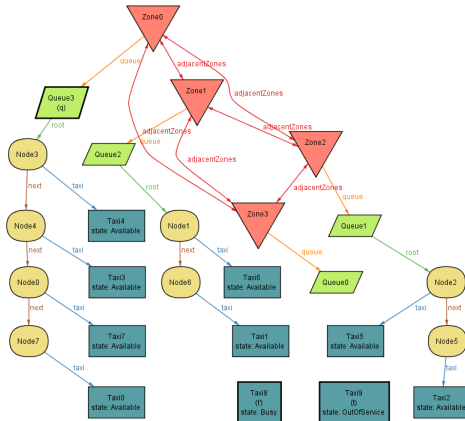 Zone0
queue
adjacentZones
adjacentZones
Zone1
Queue3
(q)
root
adjacentZones
queue
adjacentZones
adjacentZones
Zone2
Node3
Queue2
adjacentZones
next
taxi
root
adjacentZones
queue
Zone3
Node4
Taxi4
state: Available
Node1
Queue1
next
taxi
next
taxi
queue
root
Node0
Taxi3
state: Available
Node6
Taxi6
state: Available
Queue0
Node2
next
taxi
taxi
taxi
next
Node7
Taxi7
state: Available
Taxi1
state: Available
Taxi5
state: Available
Node5
taxi
taxi
Taxi0
state: Available
Taxi8
(f')
state: Busy
Taxi9
(t)
state: OutOfService
Taxi2
state: Available